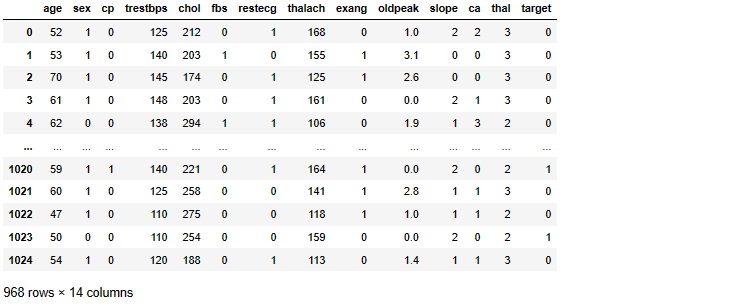 age sex cp trestbps chol fbs restecg thalach exang oldpeak slope ca thal target
0 52 1 0 125 212 0 1 168 0 1.0 2 2 3 0
1 53 1 0 140 203 1 0 155 1 3.1 0 0 3 0
2 70 1 0 145 174 0 1 125 1 2.6 0 0 3 0
3 61 1 0 148 203 0 1 161 0 0.0 2 1 3 0
4 62 0 0 138 294 1 1 106 0 1.9 1 3 2 0
... ... ... ... ... ... ... ... ... ... ... ... ... ... ...
1020 59 1 1 140 221 0 1 164 1 0.0 2 0 2 1
1021 60 1 0 125 258 0 0 141 1 2.8 1 1 3 0
1022 47 1 0 110 275 0 0 118 1 1.0 1 1 2 0
1023 50 0 0 110 254 0 0 159 0 0.0 2 0 2 1
1024 54 1 0 120 188 0 1 113 0 1.4 1 1 3 0
968 rows × 14 columns